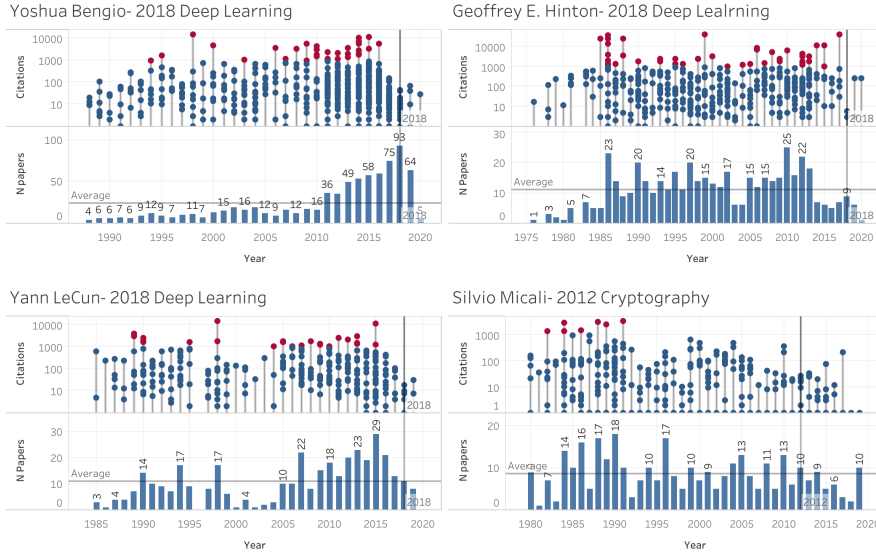 Yoshua Bengio- 2018 Deep Learning
10000
1000
100
10
Citations
2018
100
50
0
N papers
Average
4 6 6 7 6 9 12 9 7 11 7 15 16 12 9 12 16 36 49 58 75 93 64 5
2018
1990 1995 2000 2005 2010 2015 2020
Year
Geoffrey E. Hinton- 2018 Deep Lealrning
10000
1000
100
10
Citations
2018
30
20
10
0
N Papers
Average
1 3 5 7 23 20 14 20 15 17 15 15 25 22 9
2018
1975 1980 1985 1990 1995 2000 2005 2010 2015 2020
Year
Yann LeCun- 2018 Deep Learning
10000
1000
100
10
Citations
2018
30
20
10
0
N Papers
Average
3 4 14 17 17 4 10 22 18 23 29 11
2018
1985 1990 1995 2000 2005 2010 2015 2020
Year
Silvio Micali- 2012 Cryptography
1000
100
10
1
Citations
20
10
0
N papers
Average
7 14 16 17 18 10 17 10 9 13 11 13 10 9 6 10
2012
1980 1985 1990 1995 2000 2005 2010 2015 2020
Year